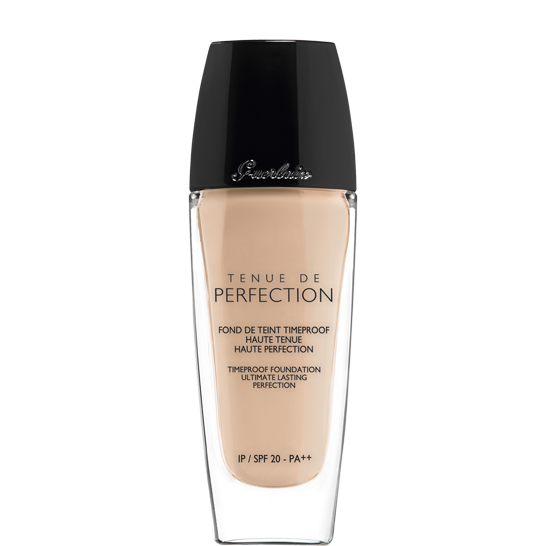 Guerlain
TENUE DE
PERFECTION
FOND DE TEINT TIMEPROOF
HAUTE TENUE
HAUTE PERFECTION
TIMEPROOF FOUNDATION
ULTIMATE LASTING
PERFECTION
IP / SPF 20 - PA++